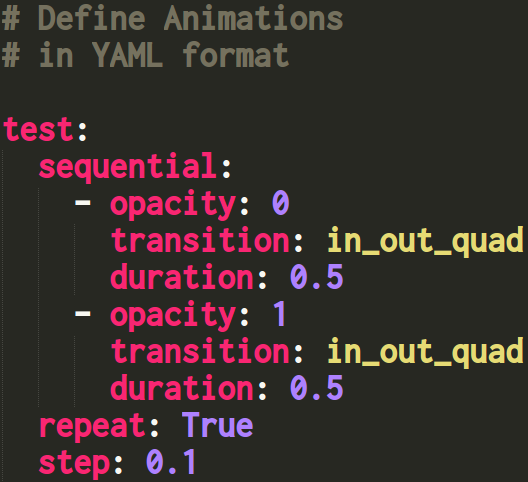 # Define Animations
# in YAML format

test:
  sequential:
    - opacity: 0
      transition: in_out_quad
      duration: 0.5
    - opacity: 1
      transition: in_out_quad
      duration: 0.5
  repeat: True
  step: 0.1